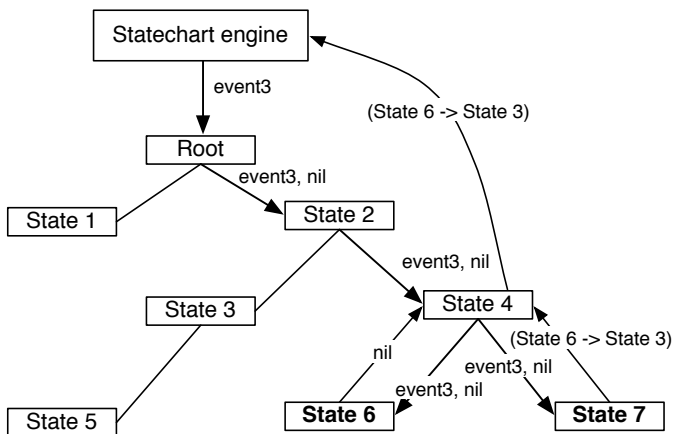 Statechart engine
event3
(State 6 -> State 3)
Root
event3, nil
State 1
State 2
event3, nil
State 3
State 4
nil
(State 6 -> State 3)
event3, nil
event3, nil
State 5
State 6
State 7